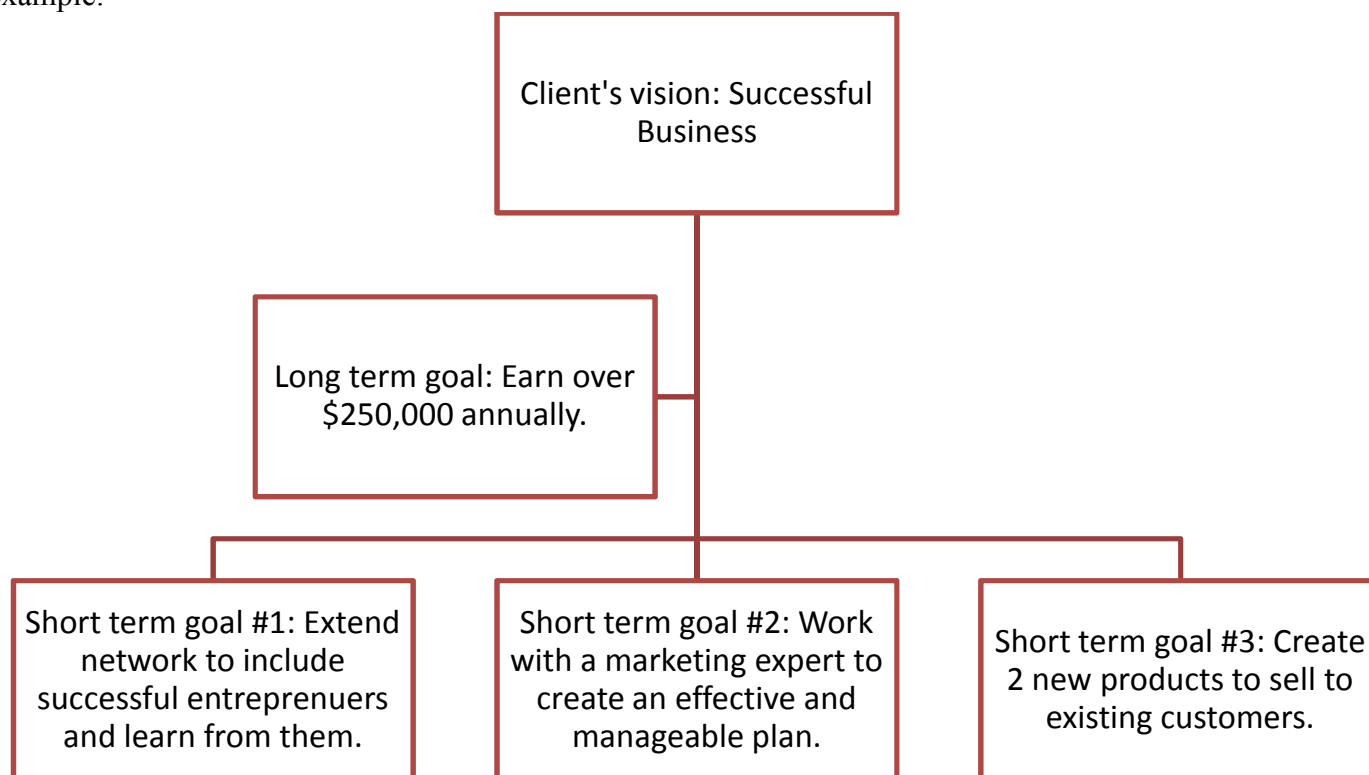 Client's vision: Successful
Business
Long term goal: Earn over
$250,000 annually.
Short term goal #1: Extend
network to include
successful entreprenuers
and learn from them.
Short term goal #2: Work
with a marketing expert to
create an effective and
manageable plan.
Short term goal #3: Create
2 new products to sell to
existing customers.